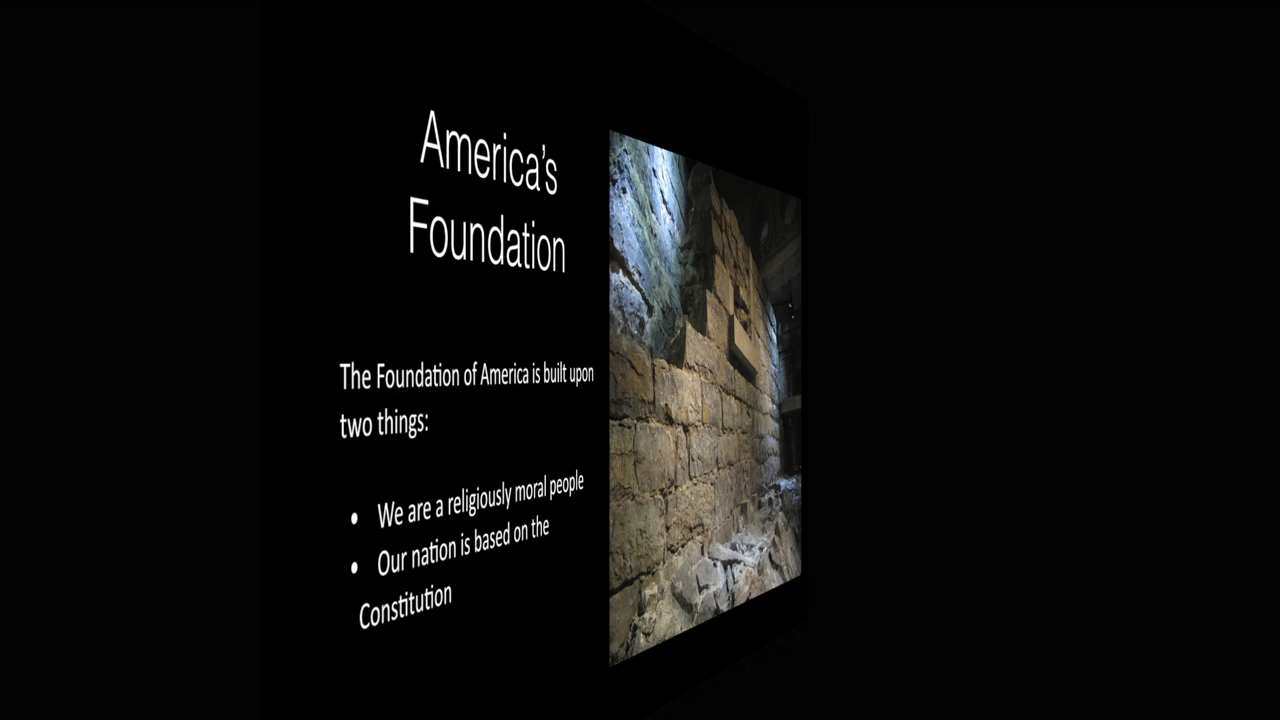 America’s
Foundation
The Foundation of America is built upon
two things:
• We are a religiously moral people
• Our nation is based on the
Constitution